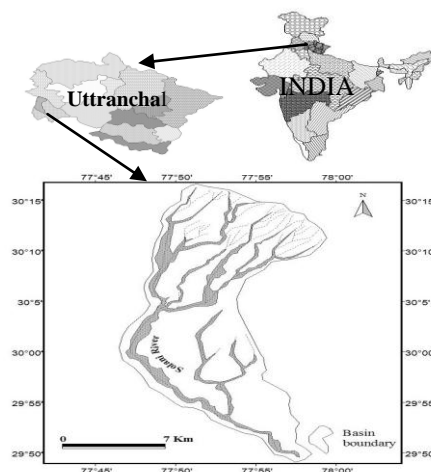 Uttranchal
INDIA
77°45' 77°50' 77°55' 78°00'
N
30°15' 30°15'
30°10' 30°10'
30°5' 30°5'
30°00' 30°00'
Solani River
29°55' 29°55'
Basin
boundary
0 7 Km
29°50' 29°50'
77°45' 77°50' 77°55' 78°00'